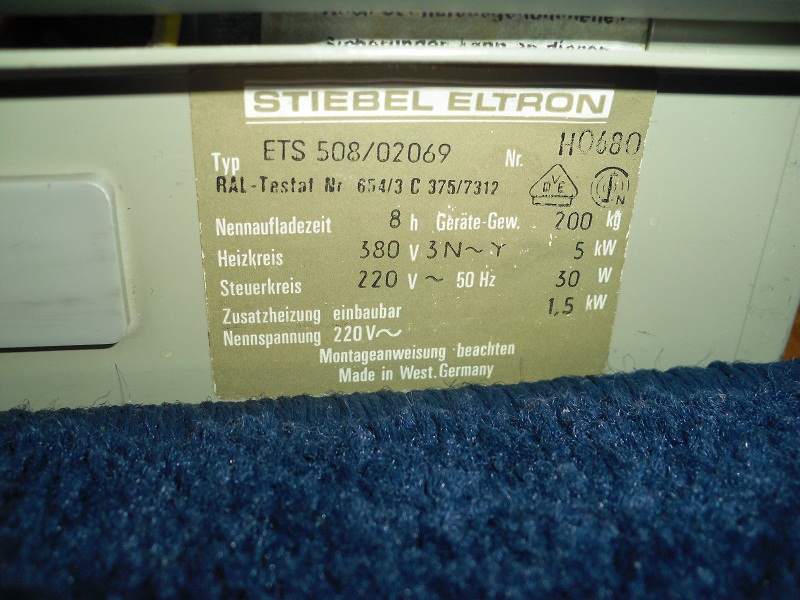 STIEBEL ELTRON
Typ ETS 508/02069 Nr. H0680
RAL-Testat Nr 654/3 C 375/7312 DVE N
Nennaufladezeit 8 h Geräte-Gew. 200 kg
Heizkreis 380 V 3N~Y 5 kW
Steuerkreis 220 V ~ 50 Hz 30 W
Zusatzheizung einbaubar 1,5 kW
Nennspannung 220 V~
Montageanweisung beachten
Made in West. Germany